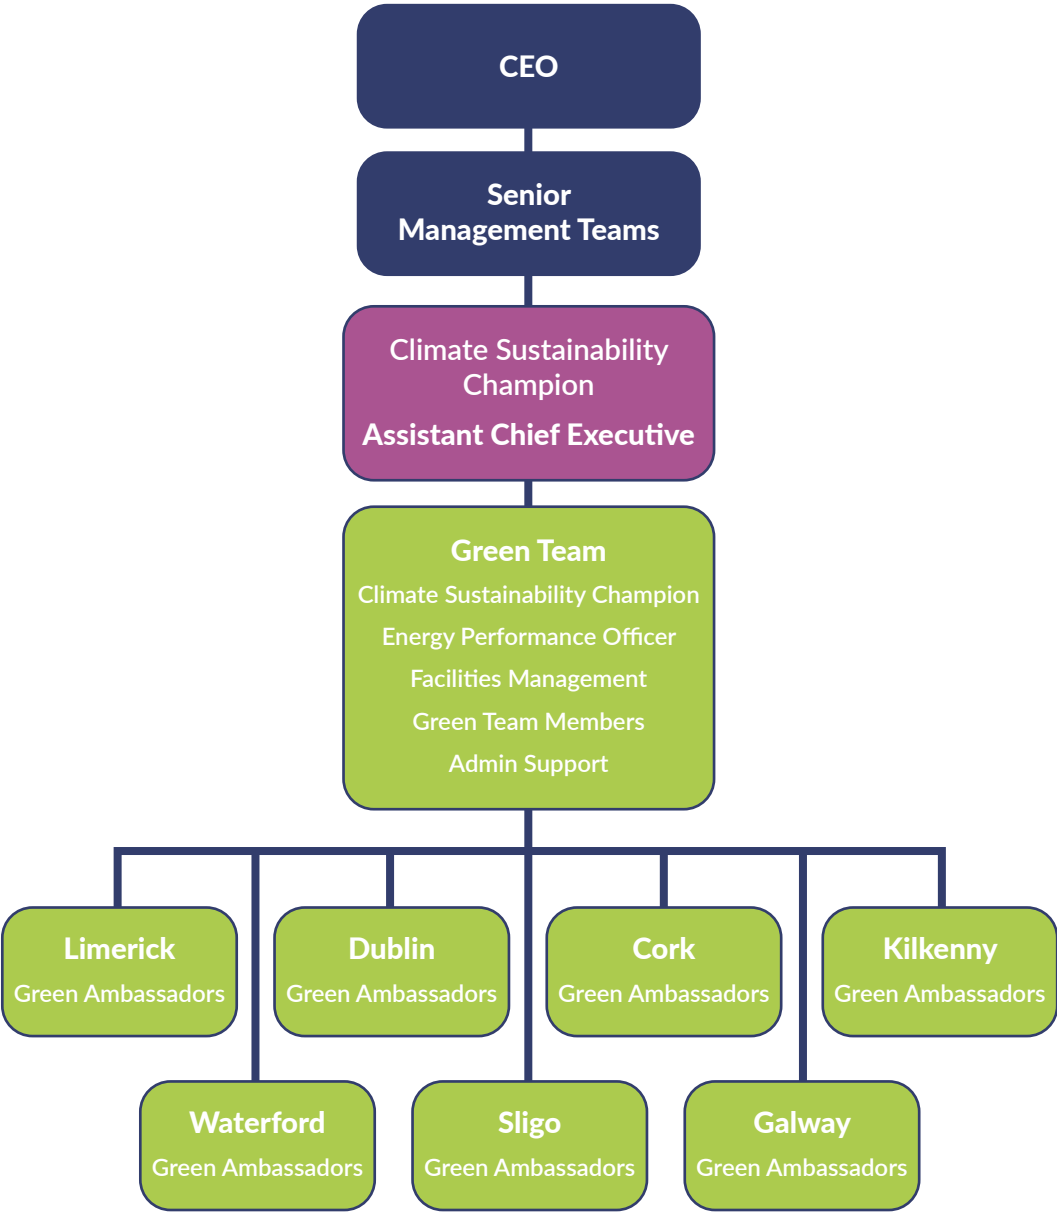 CEO
Senior
Management Teams
Climate Sustainability
Champion
Assistant Chief Executive
Green Team
Climate Sustainability Champion
Energy Performance Officer
Facilities Management
Green Team Members
Admin Support
Limerick
Green Ambassadors
Dublin
Green Ambassadors
Cork
Green Ambassadors
Kilkenny
Green Ambassadors
Waterford
Green Ambassadors
Sligo
Green Ambassadors
Galway
Green Ambassadors